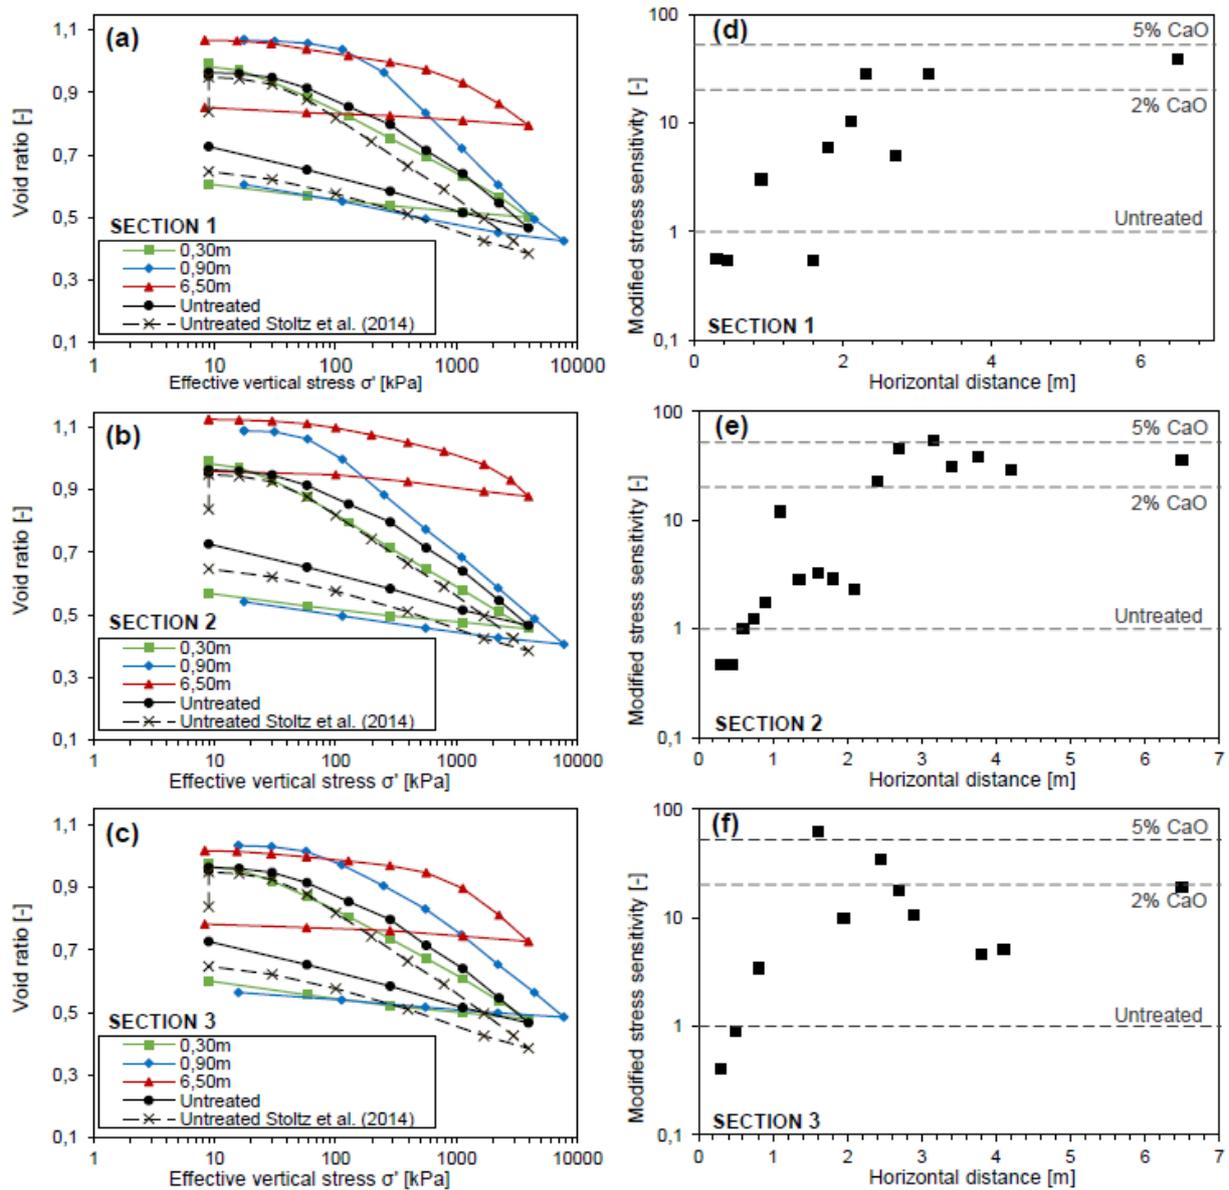 (a)
1,1
0,9
0,7
0,5
0,3
0,1
Void ratio [-]
SECTION 1
0,30m
0,90m
6,50m
Untreated
Untreated Stoltz et al. (2014)
1 10 100 1000 10000
Effective vertical stress σ' [kPa]
(d)
100
10
1
0,1
Modified stress sensitivity [-]
5% CaO
2% CaO
Untreated
SECTION 1
0 2 4 6
Horizontal distance [m]
(b)
1,1
0,9
0,7
0,5
0,3
0,1
Void ratio [-]
SECTION 2
0,30m
0,90m
6,50m
Untreated
Untreated Stoltz et al. (2014)
1 10 100 1000 10000
Effective vertical stress σ' [kPa]
(e)
100
10
1
0,1
Modified stress sensitivity [-]
5% CaO
2% CaO
Untreated
SECTION 2
0 1 2 3 4 5 6 7
Horizontal distance [m]
(c)
1,1
0,9
0,7
0,5
0,3
0,1
Void ratio [-]
SECTION 3
0,30m
0,90m
6,50m
Untreated
Untreated Stoltz et al. (2014)
1 10 100 1000 10000
Effective vertical stress σ' [kPa]
(f)
100
10
1
0,1
Modified stress sensitivity [-]
5% CaO
2% CaO
Untreated
SECTION 3
0 1 2 3 4 5 6 7
Horizontal distance [m]